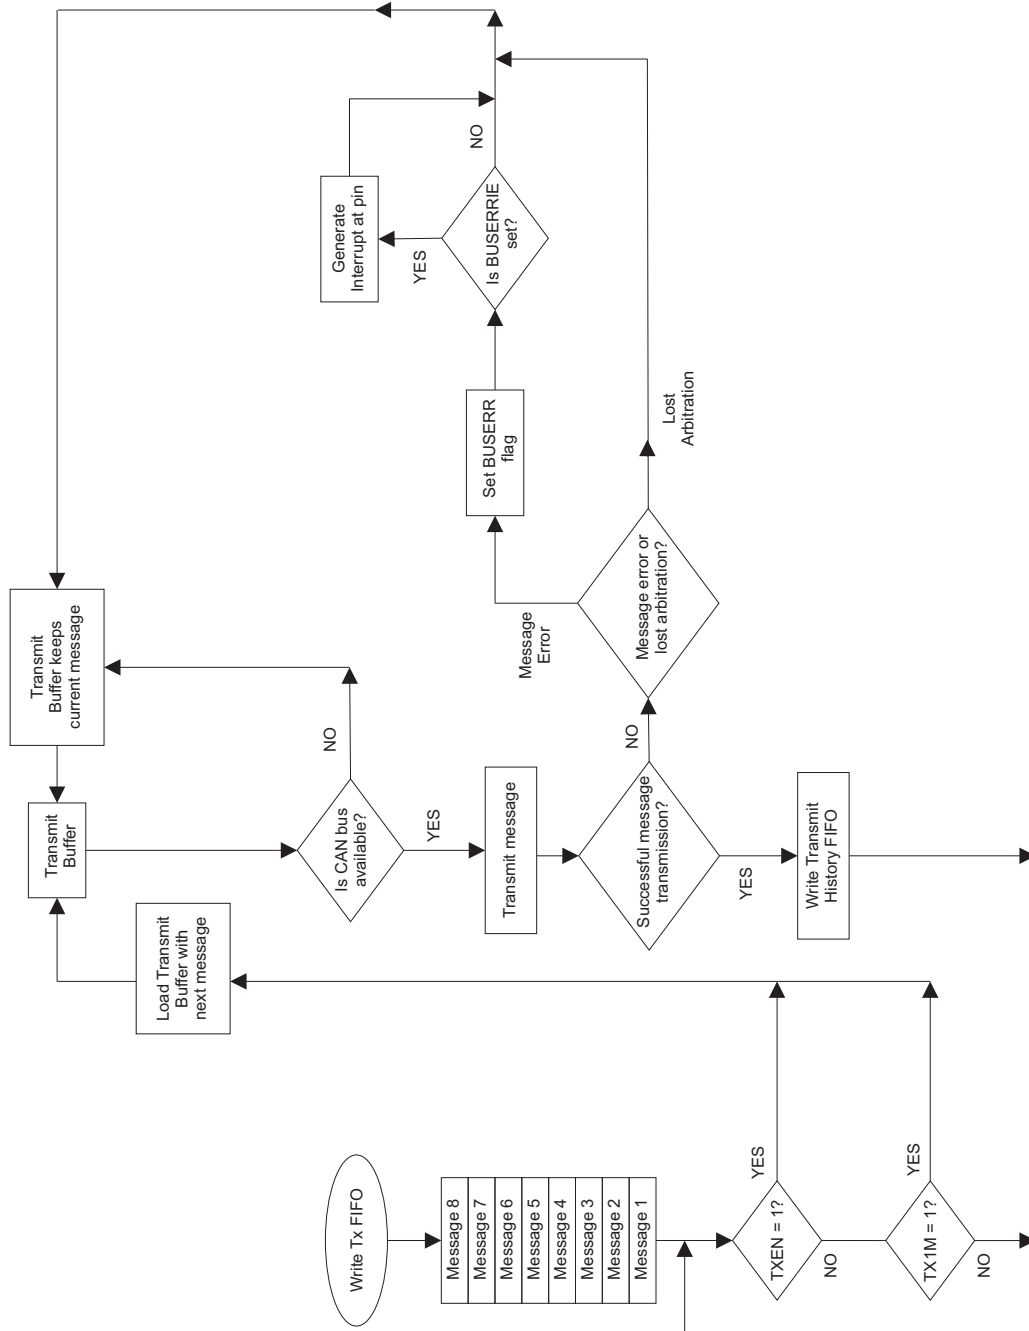 Write Tx FIFO
Message 8
Message 7
Message 6
Message 5
Message 4
Message 3
Message 2
Message 1
TXEN = 1?
YES
NO
TX1M = 1?
YES
NO
Load Transmit
Buffer with
next message
Transmit
Buffer
Transmit
Buffer keeps
current message
Is CAN bus
available?
NO
YES
Transmit message
Successful message
transmission?
NO
YES
Write Transmit
History FIFO
Message error or
lost arbitration?
Message
Error
Lost
Arbitration
Set BUSERR
flag
Is BUSERRIE
set?
YES
NO
Generate
Interrupt at pin